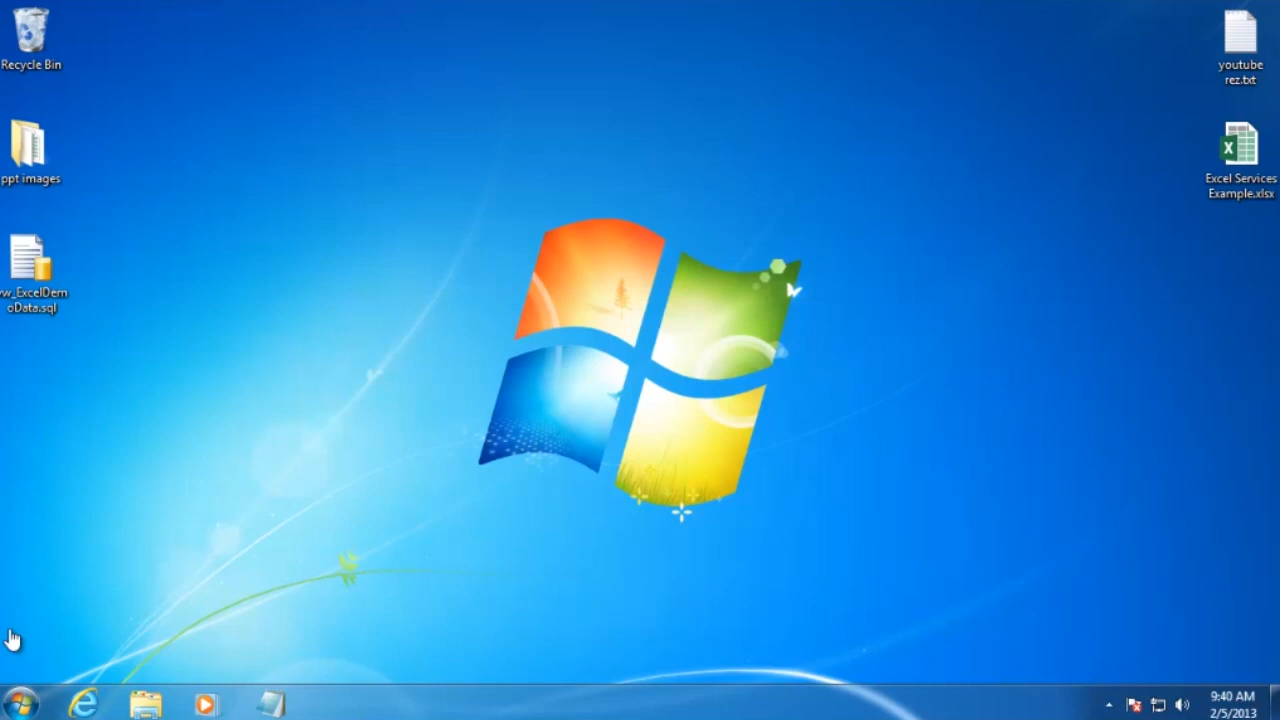 Recycle Bin
ppt images
vw_ExcelDem
oData.sql
youtube
rez.txt
Excel Services
Example.xlsx
9:40 AM
2/5/2013